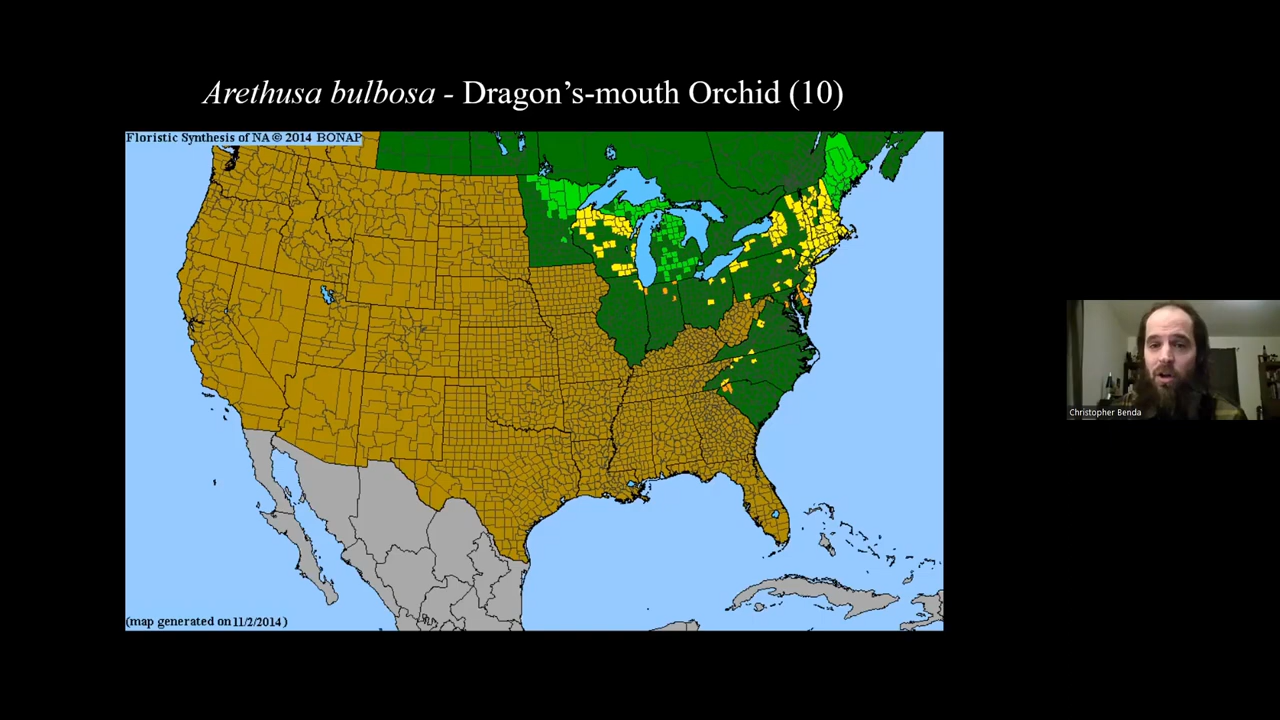 Arethusa bulbosa - Dragon's-mouth Orchid (10)
Floristic Synthesis of NA © 2014 BONAP
Christopher Benda
(map generated on 11/2/2014)